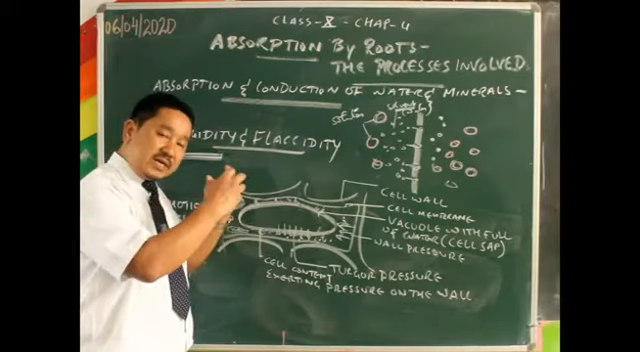 06/04/2020
CLASS-X - CHAP-4
ABSORPTION By ROOTS-
THE PROCESSES INVOLVED.
ABSORPTION & CONDUCTION OF WATER & MINERALS-
IDITY & FLACCIDITY
CELL WALL
CELL MEMBRANE
VACUOLE WITH FULL
OF WATER (CELL SAP)
WALL PRESSURE
CELL CONTENT
TURGOR PRESSURE
EXERTING PRESSURE ON THE WALL